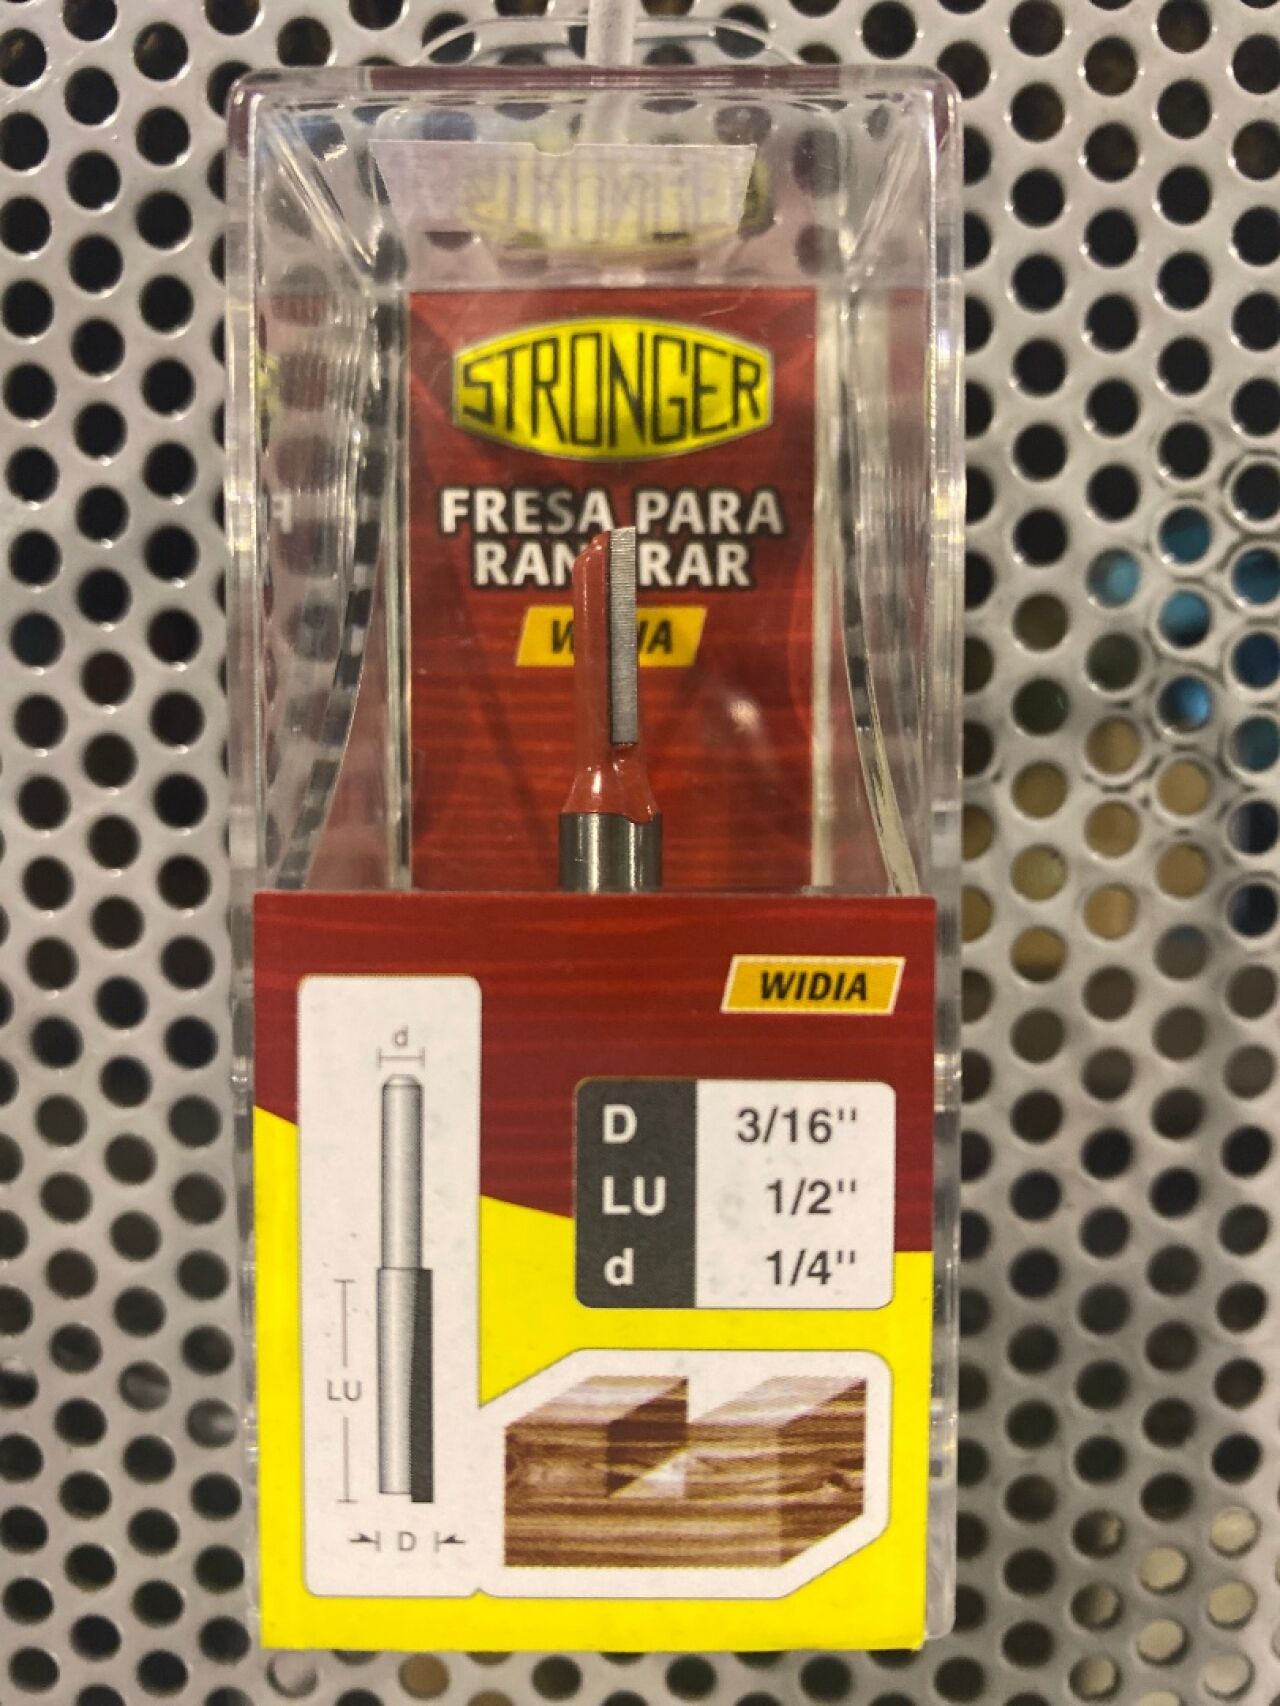 STRONGER
FRESA PARA
WIDIA
d
D 3/16"
LU 1/2"
d 1/4"
LU
D